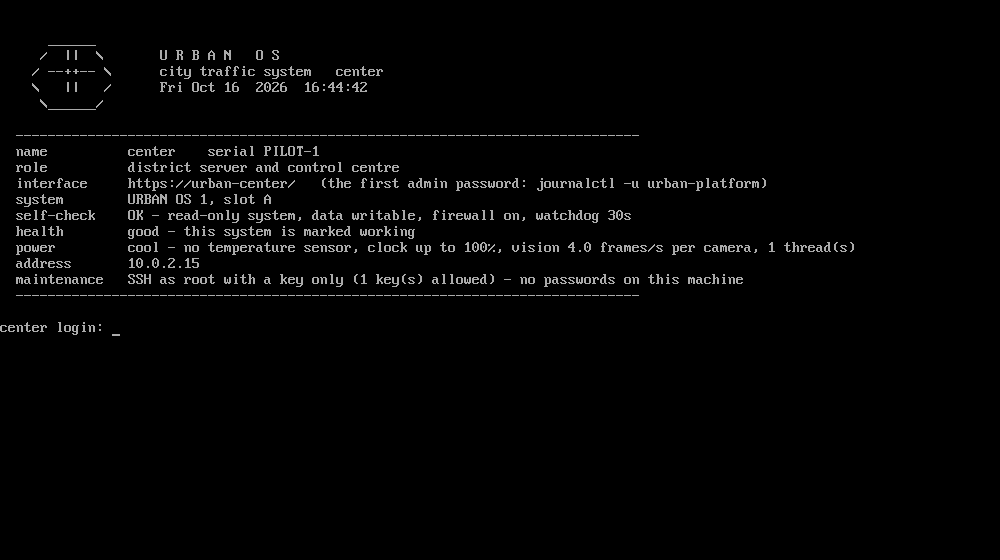 U R B A N   O S
city traffic system   center
Fri Oct 16  2026  16:44:42
name          center    serial PILOT-1
role          district server and control centre
interface     https://urban-center/   (the first admin password: journalctl -u urban-platform)
system        URBAN OS 1, slot A
self-check    OK - read-only system, data writable, firewall on, watchdog 30s
health        good - this system is marked working
power         cool - no temperature sensor, clock up to 100%, vision 4.0 frames/s per camera, 1 thread(s)
address       10.0.2.15
maintenance   SSH as root with a key only (1 key(s) allowed) - no passwords on this machine
center login: _